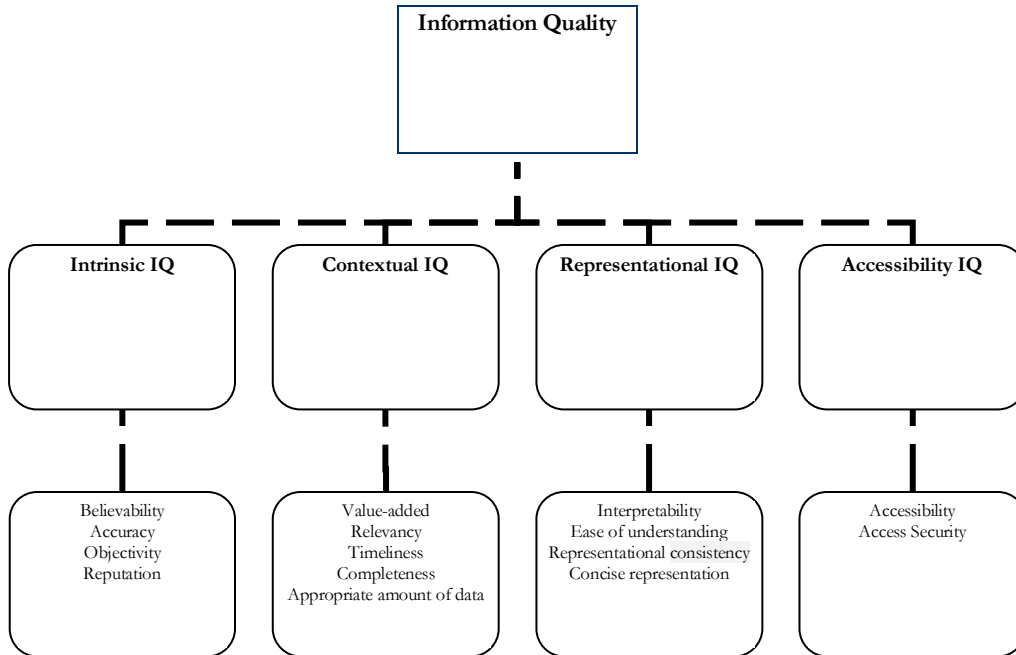 Information Quality
Intrinsic IQ
Contextual IQ
Representational IQ
Accessibility IQ
Believability
Accuracy
Objectivity
Reputation
Value-added
Relevancy
Timeliness
Completeness
Appropriate amount of data
Interpretability
Ease of understanding
Representational consistency
Concise representation
Accessibility
Access Security